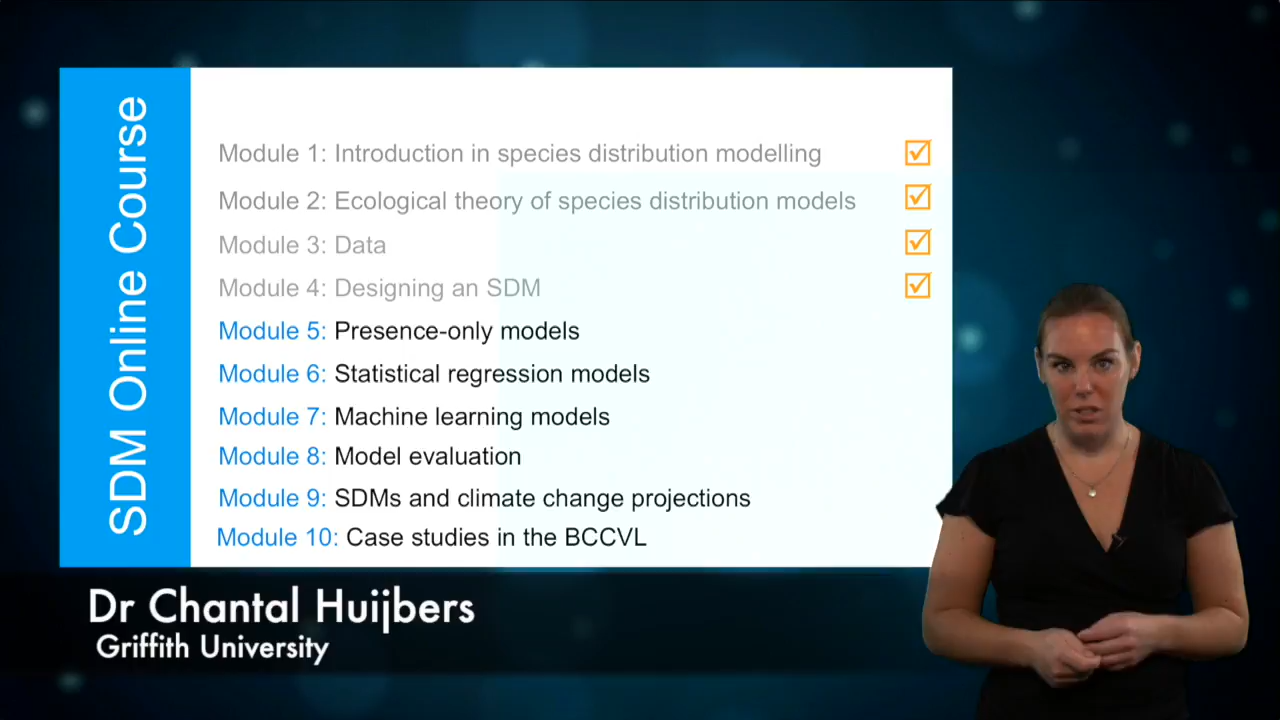 SDM Online Course
Module 1: Introduction in species distribution modelling
Module 2: Ecological theory of species distribution models
Module 3: Data
Module 4: Designing an SDM
Module 5: Presence-only models
Module 6: Statistical regression models
Module 7: Machine learning models
Module 8: Model evaluation
Module 9: SDMs and climate change projections
Module 10: Case studies in the BCCVL
Dr Chantal Huijbers
Griffith University